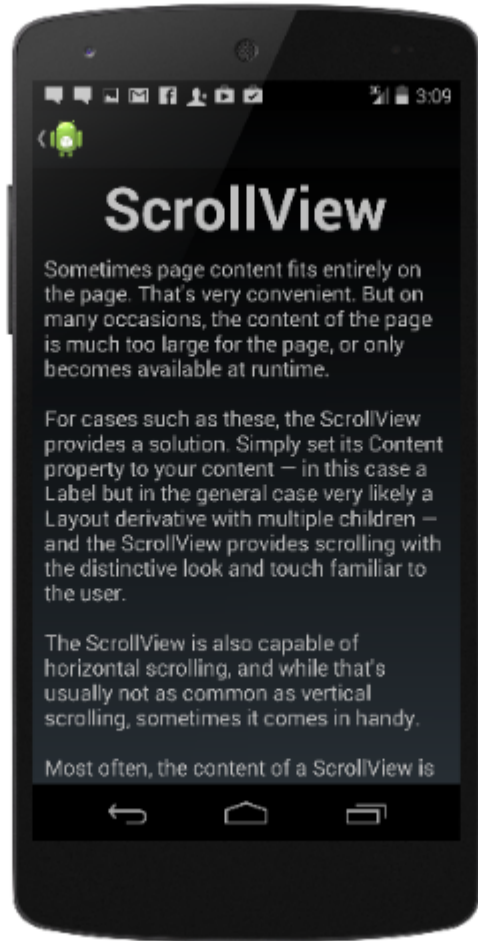 3:09
ScrollView
Sometimes page content fits entirely on
the page. That's very convenient. But on
many occasions, the content of the page
is much too large for the page, or only
becomes available at runtime.
For cases such as these, the ScrollView
provides a solution. Simply set its Content
property to your content — in this case a
Label but in the general case very likely a
Layout derivative with multiple children —
and the ScrollView provides scrolling with
the distinctive look and touch familiar to
the user.
The ScrollView is also capable of
horizontal scrolling, and while that's
usually not as common as vertical
scrolling, sometimes it comes in handy.
Most often, the content of a ScrollView is